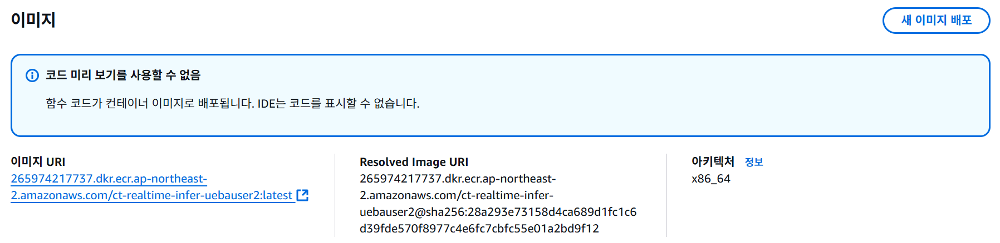 이미지
새 이미지 배포
코드 미리 보기를 사용할 수 없음
함수 코드가 컨테이너 이미지로 배포됩니다. IDE는 코드를 표시할 수 없습니다.
이미지 URI
265974217737.dkr.ecr.ap-northeast-
2.amazonaws.com/ct-realtime-infer-uebauser2:latest
Resolved Image URI
265974217737.dkr.ecr.ap-northeast-
2.amazonaws.com/ct-realtime-infer-
uebauser2@sha256:28a293e73158d4ca689d1fc1c6
d39fde570f8977c4e6fc7cbfc55e01a2bd9f12
아키텍처 정보
x86_64